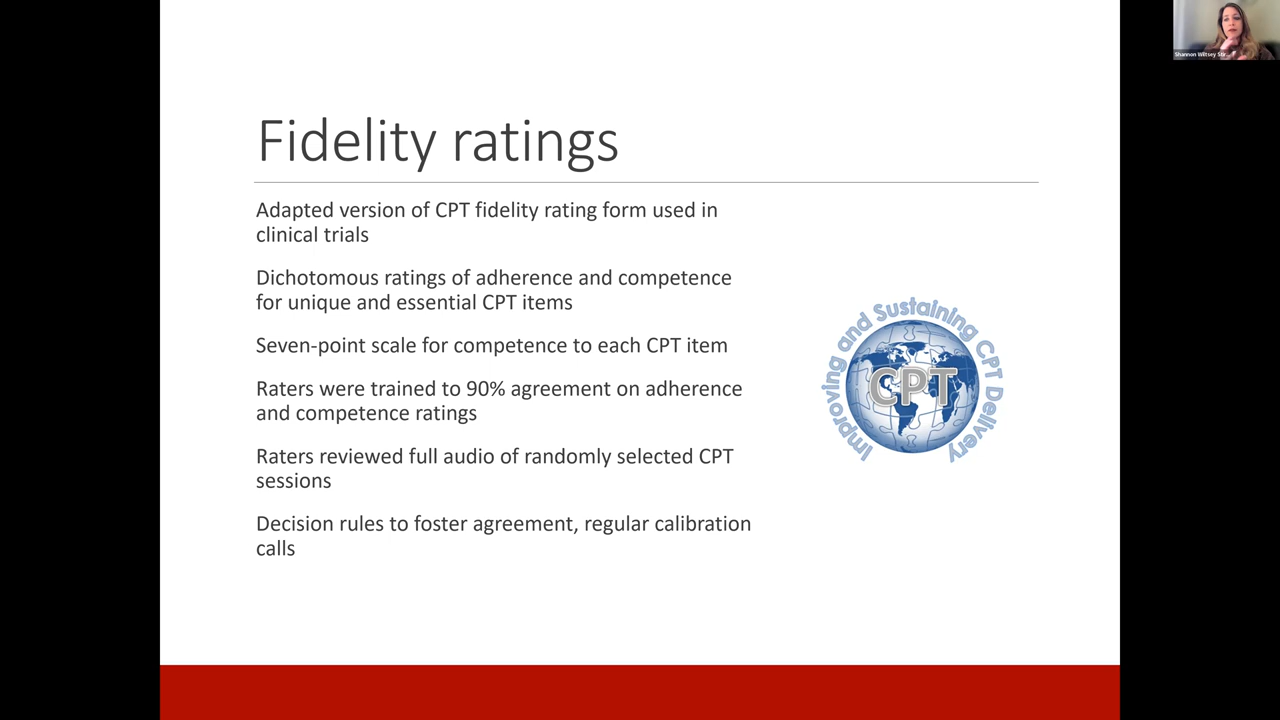 Shannon Wiltsey Stir...
Fidelity ratings
Adapted version of CPT fidelity rating form used in
clinical trials
Dichotomous ratings of adherence and competence
for unique and essential CPT items
Seven-point scale for competence to each CPT item
Raters were trained to 90% agreement on adherence
and competence ratings
Raters reviewed full audio of randomly selected CPT
sessions
Decision rules to foster agreement, regular calibration
calls
Improving and Sustaining CPT Delivery
CPT